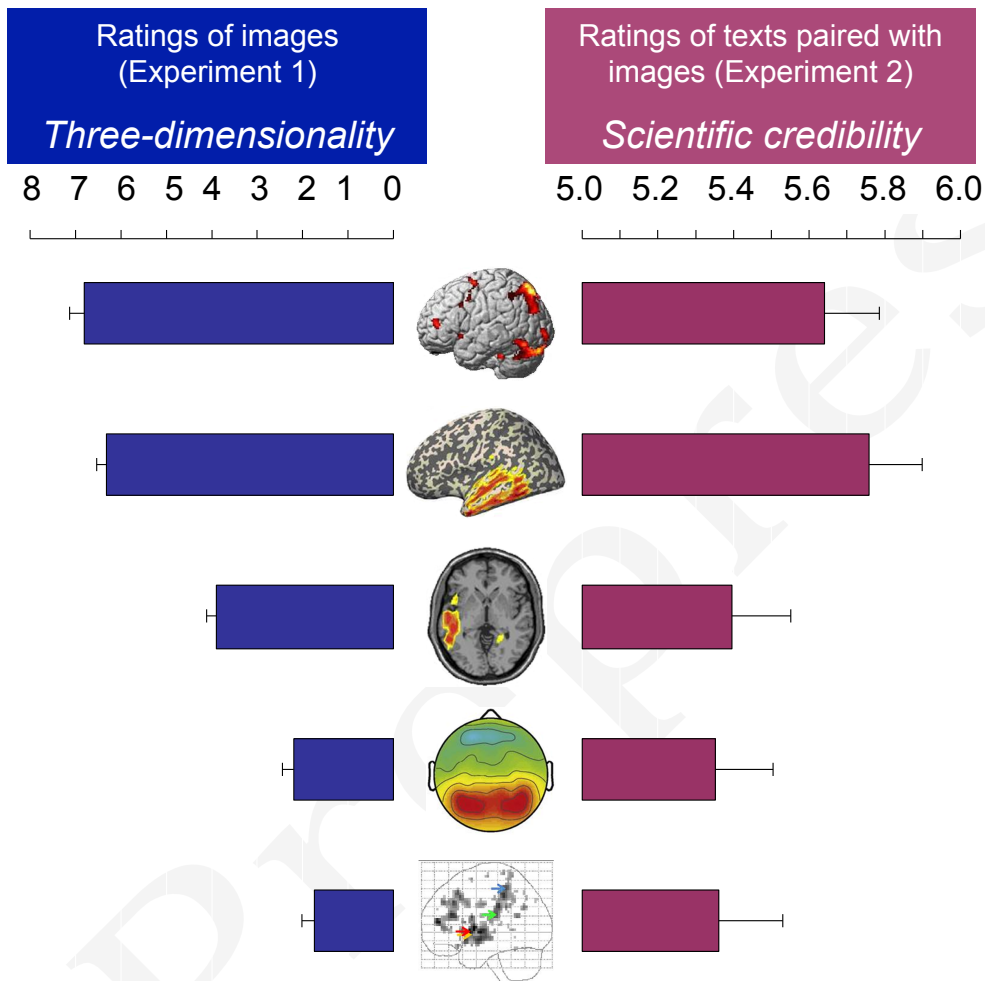 Ratings of images
(Experiment 1)
Three-dimensionality
Ratings of texts paired with
images (Experiment 2)
Scientific credibility
8 7 6 5 4 3 2 1 0
5.0 5.2 5.4 5.6 5.8 6.0
Prepres